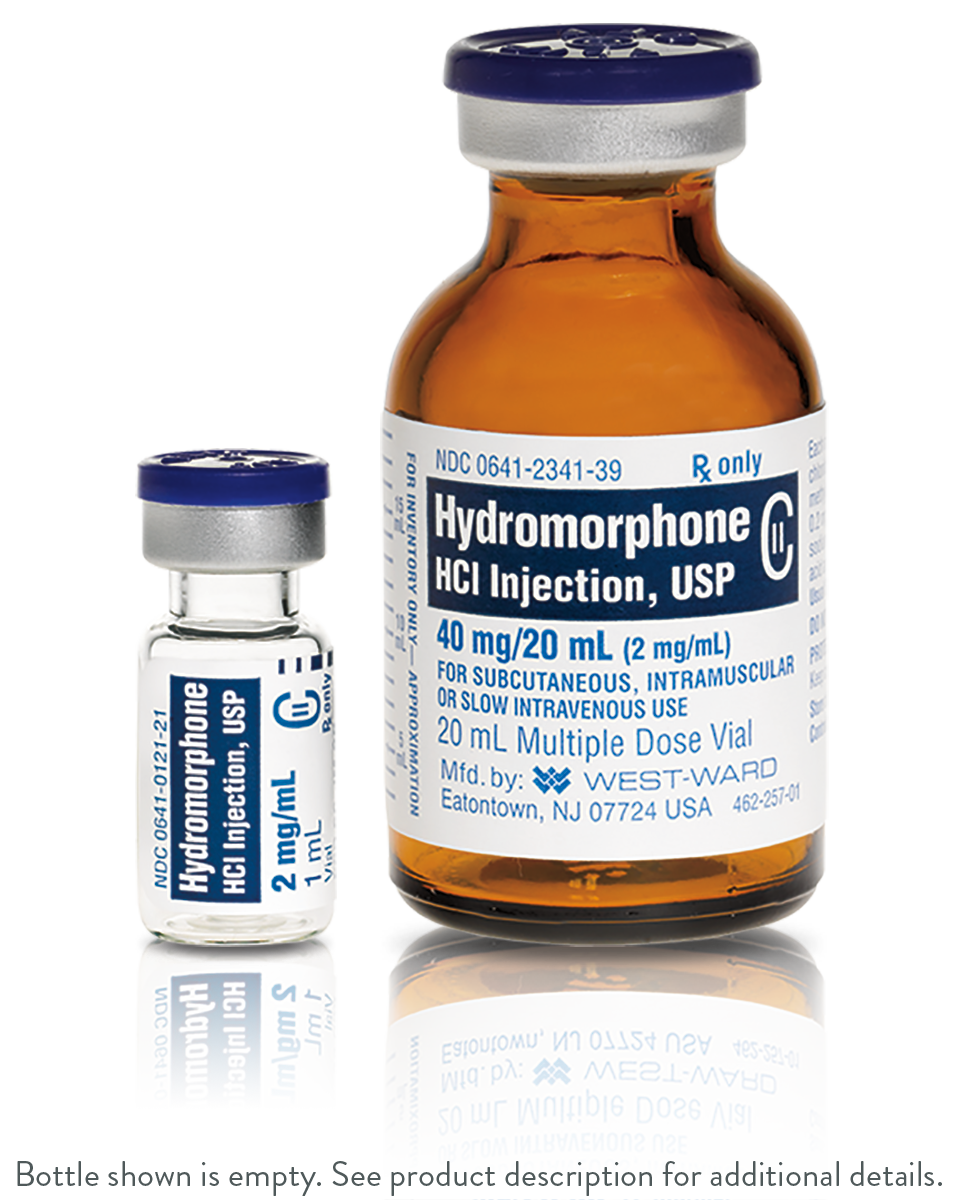 NDC 0641-0121-21
Hydromorphone CII
HCl Injection, USP
2 mg/mL
1 mL
Vial
Rx only
FOR INVENTORY ONLY — APPROXIMATION
NDC 0641-2341-39 Rx only
Hydromorphone CII
HCl Injection, USP
40 mg/20 mL (2 mg/mL)
FOR SUBCUTANEOUS, INTRAMUSCULAR
OR SLOW INTRAVENOUS USE
20 mL Multiple Dose Vial
Mfd. by: WEST-WARD
Eatontown, NJ 07724 USA 462-257-01
Bottle shown is empty. See product description for additional details.